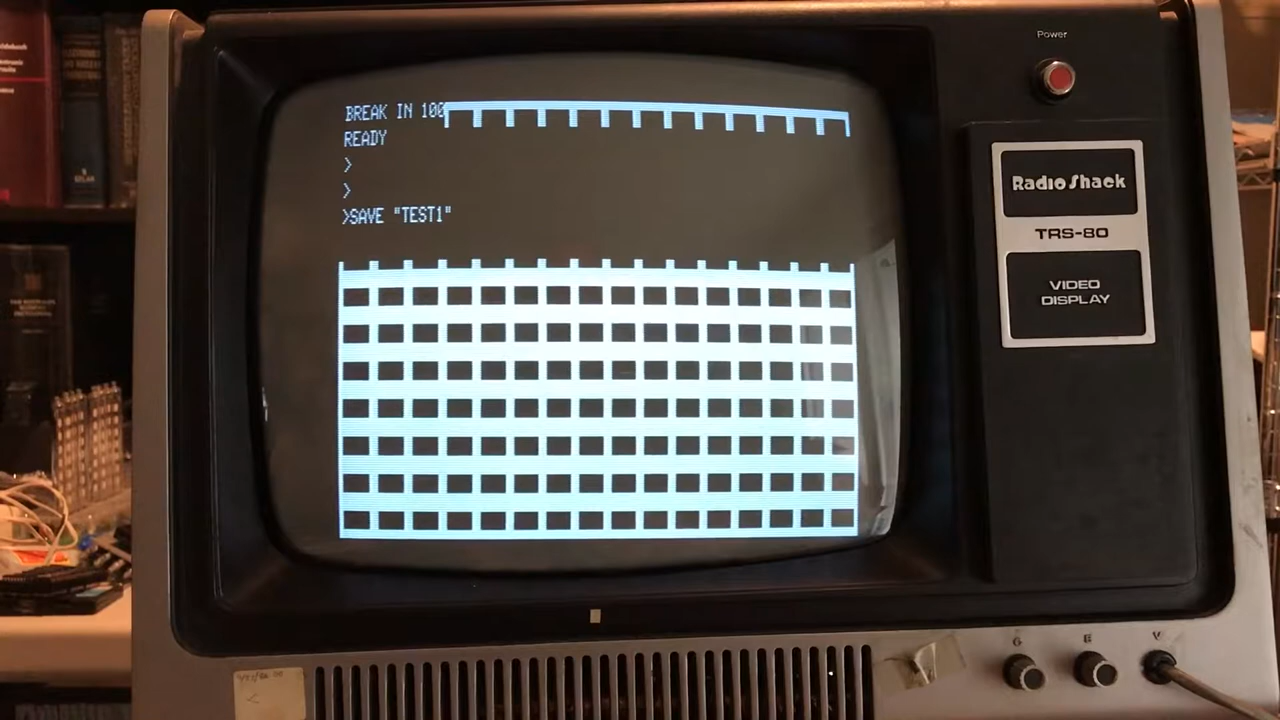 BREAK IN 100
READY
>
>
>SAVE "TEST1"
Power
Radio Shack
TRS-80
VIDEO
DISPLAY